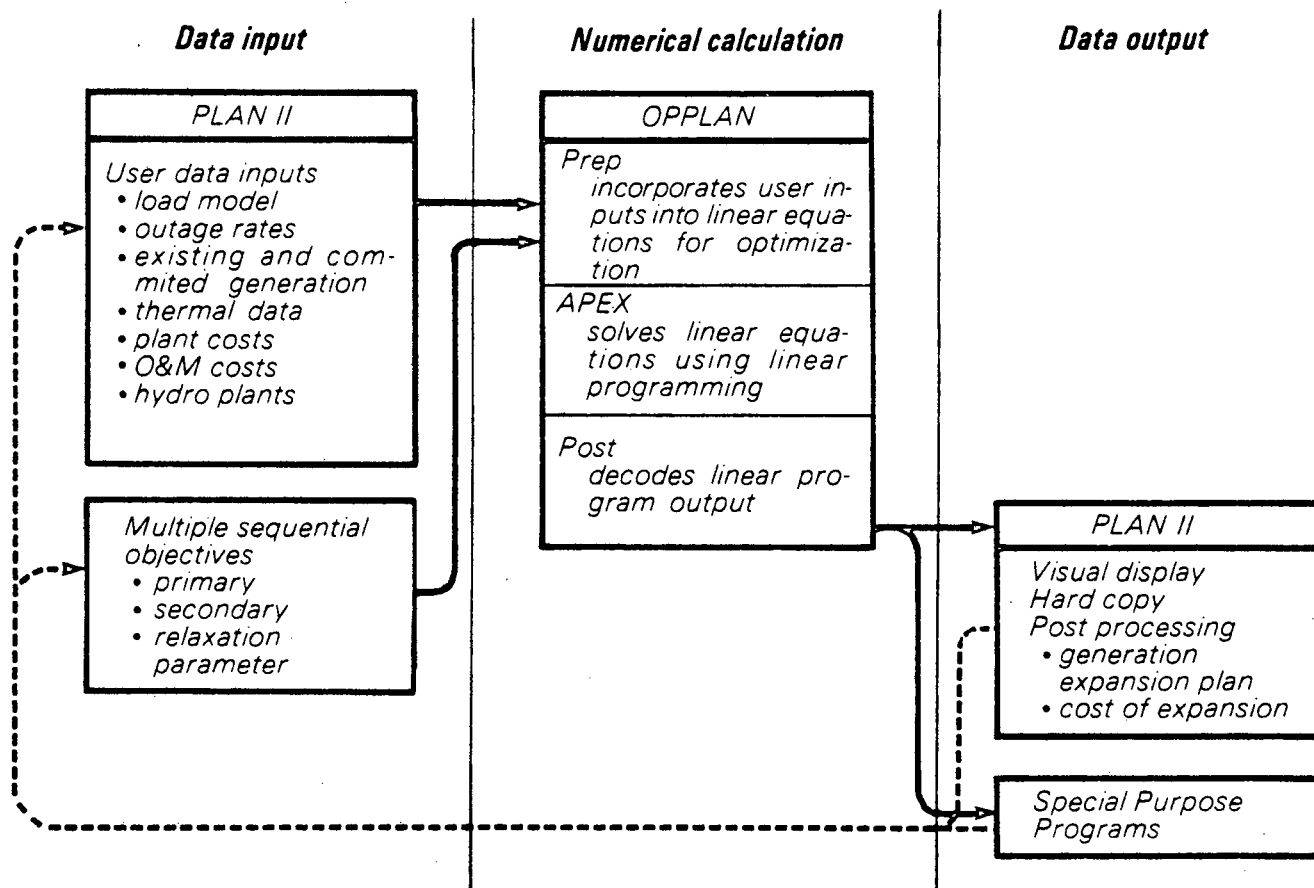 Data input
PLAN II
User data inputs
• load model
• outage rates
• existing and com-
mited generation
• thermal data
• plant costs
• O&M costs
• hydro plants
Multiple sequential
objectives
• primary
• secondary
• relaxation
parameter
Numerical calculation
OPPLAN
Prep
incorporates user in-
puts into linear equa-
tions for optimiza-
tion
APEX
solves linear equa-
tions using linear
programming
Post
decodes linear pro-
gram output
Data output
PLAN II
Visual display
Hard copy
Post processing
• generation
expansion plan
• cost of expansion
Special Purpose
Programs